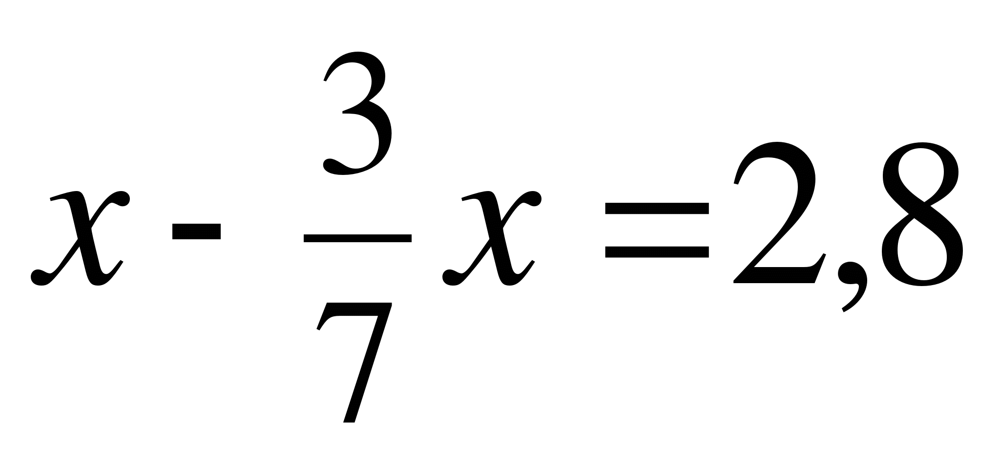 x - 3/7 x = 2,8